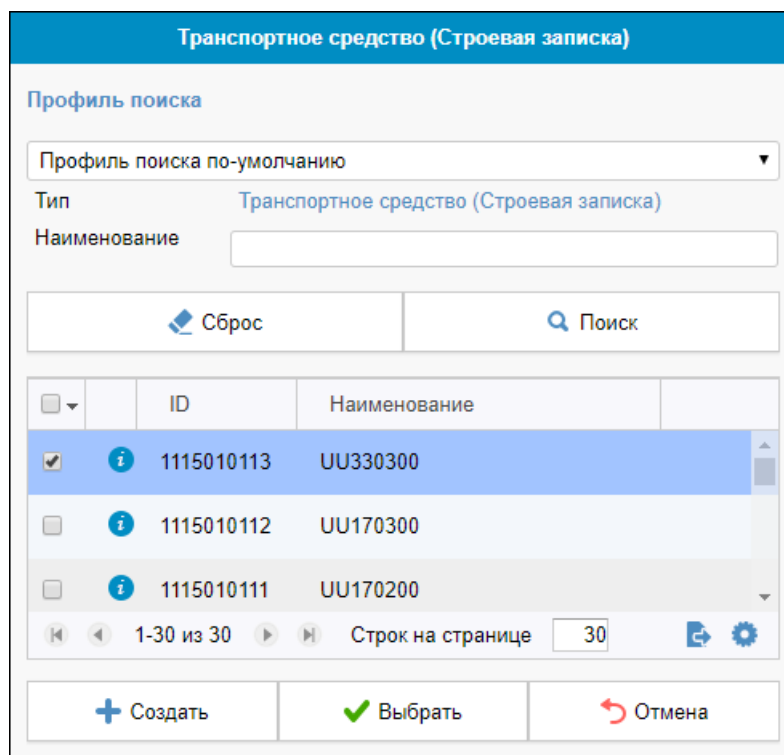 Транспортное средство (Строевая записка)
Профиль поиска
Профиль поиска по-умолчанию
Тип Транспортное средство (Строевая записка)
Наименование
Сброс Поиск
ID Наименование
1115010113 UU330300
1115010112 UU170300
1115010111 UU170200
1-30 из 30 Строк на странице 30
Создать Выбрать Отмена